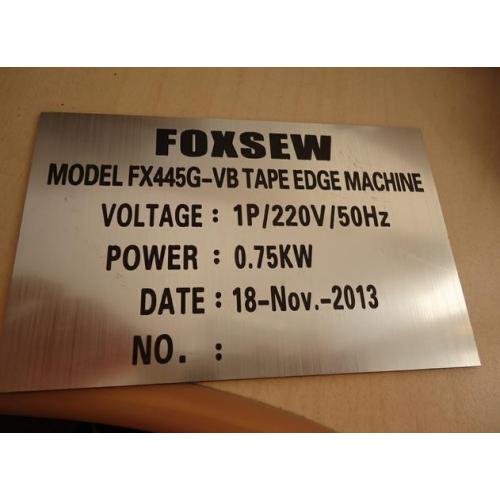 FOXSEW
MODEL FX445G-VB TAPE EDGE MACHINE
VOLTAGE : 1P/220V/50Hz
POWER : 0.75KW
DATE : 18-Nov.-2013
NO. :